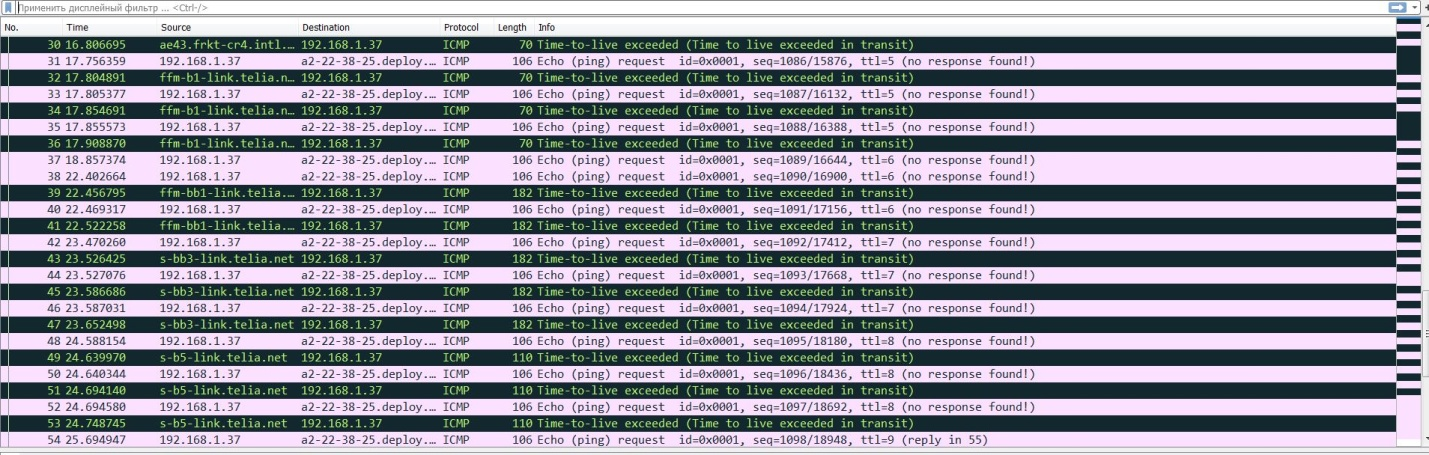 Применить дисплейный фильтр ... <Ctrl-/>
No. Time Source Destination Protocol Length Info
30 16.806695 ae43.frkt-cr4.intl.… 192.168.1.37 ICMP 70 Time-to-live exceeded (Time to live exceeded in transit)
31 17.756359 192.168.1.37 a2-22-38-25.deploy.… ICMP 106 Echo (ping) request id=0x0001, seq=1086/15876, ttl=5 (no response found!)
32 17.804891 ffm-b1-link.telia.n… 192.168.1.37 ICMP 70 Time-to-live exceeded (Time to live exceeded in transit)
33 17.805377 192.168.1.37 a2-22-38-25.deploy.… ICMP 106 Echo (ping) request id=0x0001, seq=1087/16132, ttl=5 (no response found!)
34 17.854691 ffm-b1-link.telia.n… 192.168.1.37 ICMP 70 Time-to-live exceeded (Time to live exceeded in transit)
35 17.855573 192.168.1.37 a2-22-38-25.deploy.… ICMP 106 Echo (ping) request id=0x0001, seq=1088/16388, ttl=5 (no response found!)
36 17.908870 ffm-b1-link.telia.n… 192.168.1.37 ICMP 70 Time-to-live exceeded (Time to live exceeded in transit)
37 18.857374 192.168.1.37 a2-22-38-25.deploy.… ICMP 106 Echo (ping) request id=0x0001, seq=1089/16644, ttl=6 (no response found!)
38 22.402664 192.168.1.37 a2-22-38-25.deploy.… ICMP 106 Echo (ping) request id=0x0001, seq=1090/16900, ttl=6 (no response found!)
39 22.456795 ffm-bb1-link.telia.… 192.168.1.37 ICMP 182 Time-to-live exceeded (Time to live exceeded in transit)
40 22.469317 192.168.1.37 a2-22-38-25.deploy.… ICMP 106 Echo (ping) request id=0x0001, seq=1091/17156, ttl=6 (no response found!)
41 22.522258 ffm-bb1-link.telia.… 192.168.1.37 ICMP 182 Time-to-live exceeded (Time to live exceeded in transit)
42 23.470260 192.168.1.37 a2-22-38-25.deploy.… ICMP 106 Echo (ping) request id=0x0001, seq=1092/17412, ttl=7 (no response found!)
43 23.526425 s-bb3-link.telia.net 192.168.1.37 ICMP 182 Time-to-live exceeded (Time to live exceeded in transit)
44 23.527076 192.168.1.37 a2-22-38-25.deploy.… ICMP 106 Echo (ping) request id=0x0001, seq=1093/17668, ttl=7 (no response found!)
45 23.586686 s-bb3-link.telia.net 192.168.1.37 ICMP 182 Time-to-live exceeded (Time to live exceeded in transit)
46 23.587031 192.168.1.37 a2-22-38-25.deploy.… ICMP 106 Echo (ping) request id=0x0001, seq=1094/17924, ttl=7 (no response found!)
47 23.652498 s-bb3-link.telia.net 192.168.1.37 ICMP 182 Time-to-live exceeded (Time to live exceeded in transit)
48 24.588154 192.168.1.37 a2-22-38-25.deploy.… ICMP 106 Echo (ping) request id=0x0001, seq=1095/18180, ttl=8 (no response found!)
49 24.639970 s-b5-link.telia.net 192.168.1.37 ICMP 110 Time-to-live exceeded (Time to live exceeded in transit)
50 24.640344 192.168.1.37 a2-22-38-25.deploy.… ICMP 106 Echo (ping) request id=0x0001, seq=1096/18436, ttl=8 (no response found!)
51 24.694140 s-b5-link.telia.net 192.168.1.37 ICMP 110 Time-to-live exceeded (Time to live exceeded in transit)
52 24.694580 192.168.1.37 a2-22-38-25.deploy.… ICMP 106 Echo (ping) request id=0x0001, seq=1097/18692, ttl=8 (no response found!)
53 24.748745 s-b5-link.telia.net 192.168.1.37 ICMP 110 Time-to-live exceeded (Time to live exceeded in transit)
54 25.694947 192.168.1.37 a2-22-38-25.deploy.… ICMP 106 Echo (ping) request id=0x0001, seq=1098/18948, ttl=9 (reply in 55)